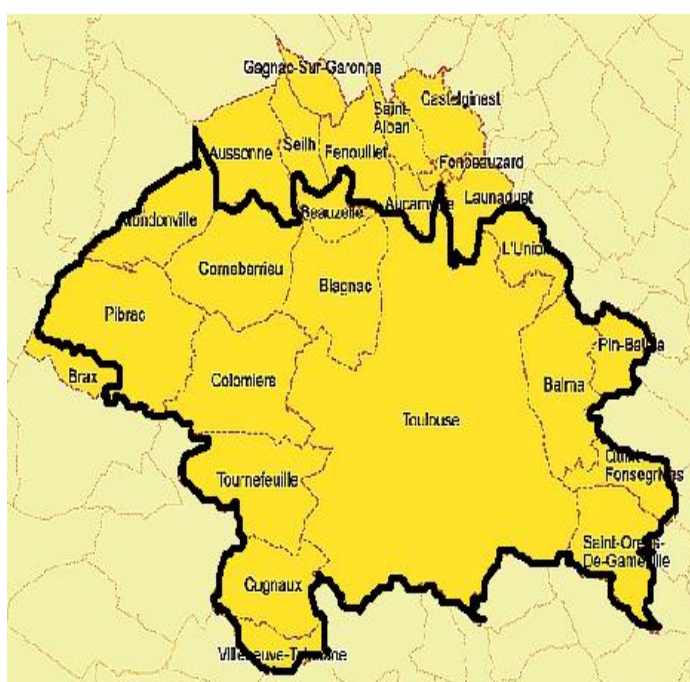 Gagnac-Sur-Garonne
Castelginest
Saint-
Alban
Aussonne
Seilh
Fenouillet
Fonbeauzard
Launaguet
Aucamville
Beauzelle
Mondonville
L'Union
Cornebarrieu
Blagnac
Pibrac
Pin-Balma
Brax
Colomiers
Balma
Toulouse
Quint-
Fonsegrives
Tournefeuille
Saint-Orens-
De-Gameville
Cugnaux
Villeneuve-Tolosane